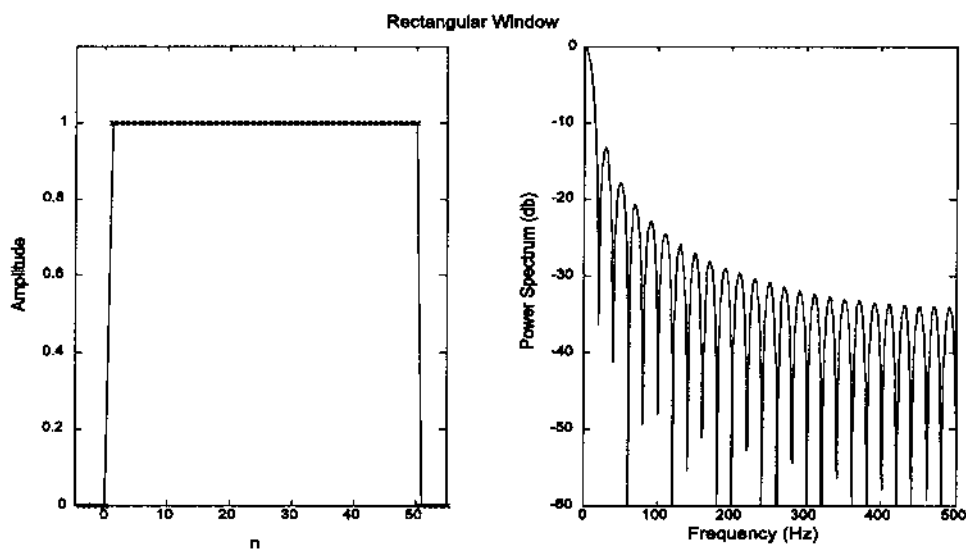 Rectangular Window
1
0.8
0.6
0.4
0.2
0
Amplitude
0 10 20 30 40 50
n
0
-10
-20
-30
-40
-50
-60
Power Spectrum (db)
0 100 200 300 400 500
Frequency (Hz)